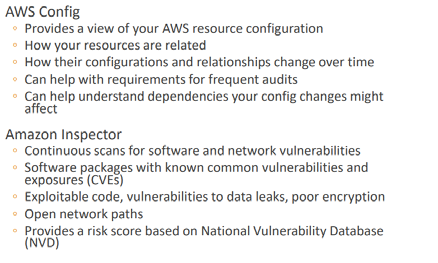 AWS Config
◦ Provides a view of your AWS resource configuration
◦ How your resources are related
◦ How their configurations and relationships change over time
◦ Can help with requirements for frequent audits
◦ Can help understand dependencies your config changes might
affect
Amazon Inspector
◦ Continuous scans for software and network vulnerabilities
◦ Software packages with known common vulnerabilities and
exposures (CVEs)
◦ Exploitable code, vulnerabilities to data leaks, poor encryption
◦ Open network paths
◦ Provides a risk score based on National Vulnerability Database
(NVD)